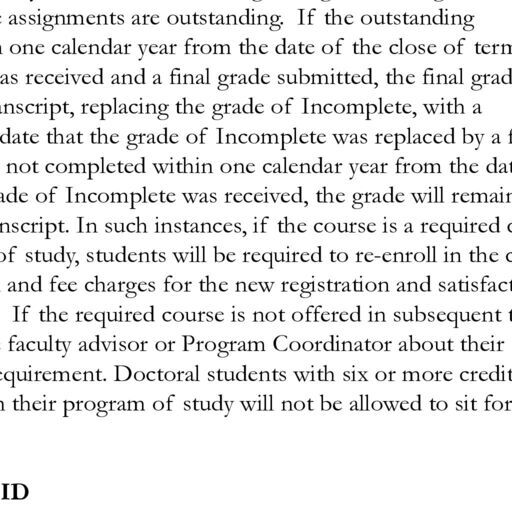 assignments are outstanding. If the outstanding
one calendar year from the date of the close of term
as received and a final grade submitted, the final grad
nscript, replacing the grade of Incomplete, with a
date that the grade of Incomplete was replaced by a f
not completed within one calendar year from the dat
ade of Incomplete was received, the grade will remain
nscript. In such instances, if the course is a required
of study, students will be required to re-enroll in the c
and fee charges for the new registration and satisfact
If the required course is not offered in subsequent t
faculty advisor or Program Coordinator about their
equirement. Doctoral students with six or more credit
their program of study will not be allowed to sit for
ID